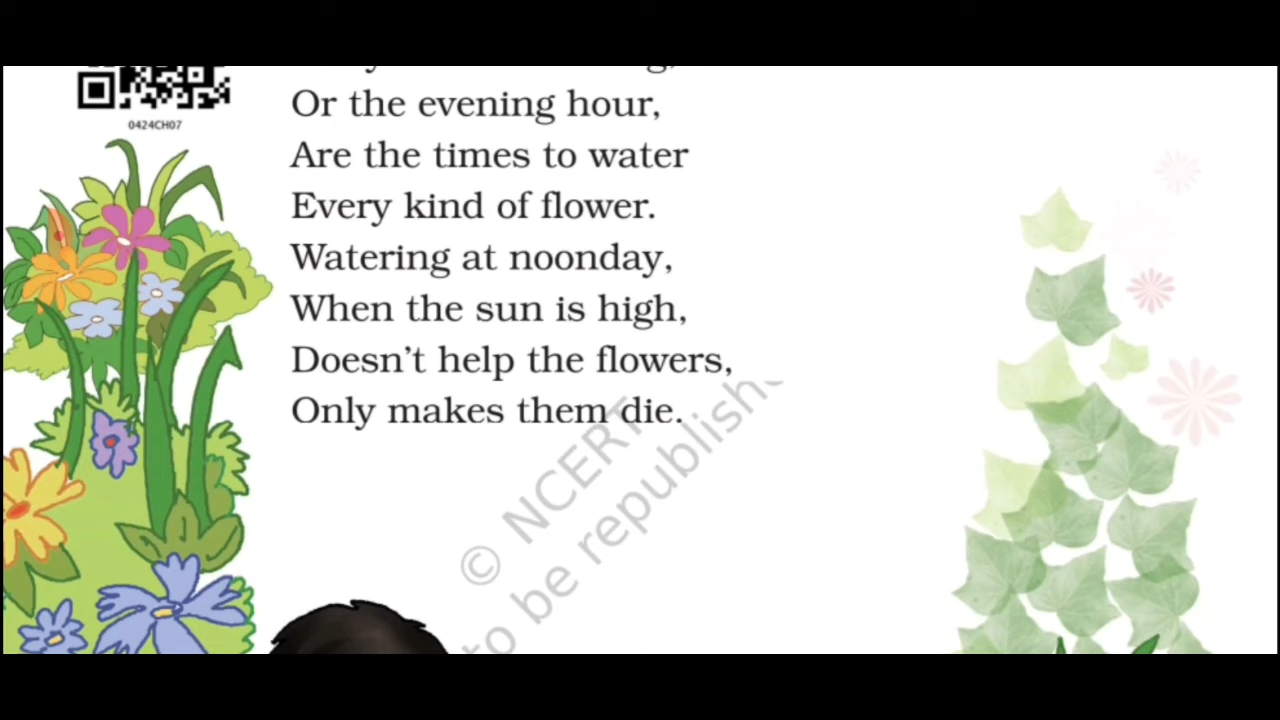 0424CH07
Or the evening hour,
Are the times to water
Every kind of flower.
Watering at noonday,
When the sun is high,
Doesn't help the flowers,
Only makes them die.
© NCERT
to be republishe